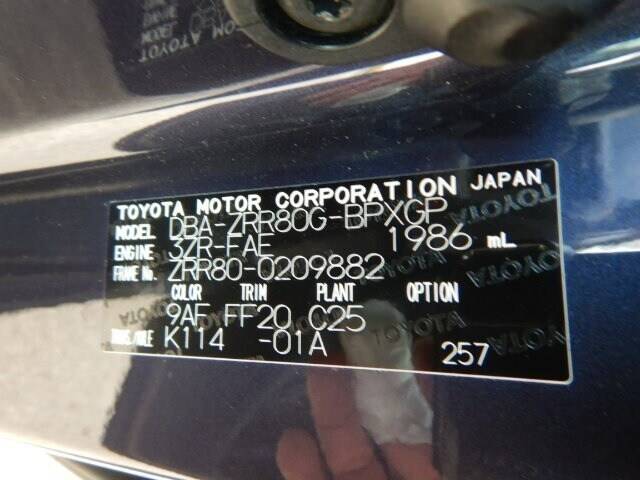 TOYOTA MOTOR CORPORATION JAPAN
MODEL DBA-ZRR80G-BPXGP
ENGINE 3ZR-FAE 1986 mL
FRAME No. ZRR80-0209882
COLOR TRIM PLANT OPTION
9AF FF20 C25
TRANS./AXLE K114 -01A
257